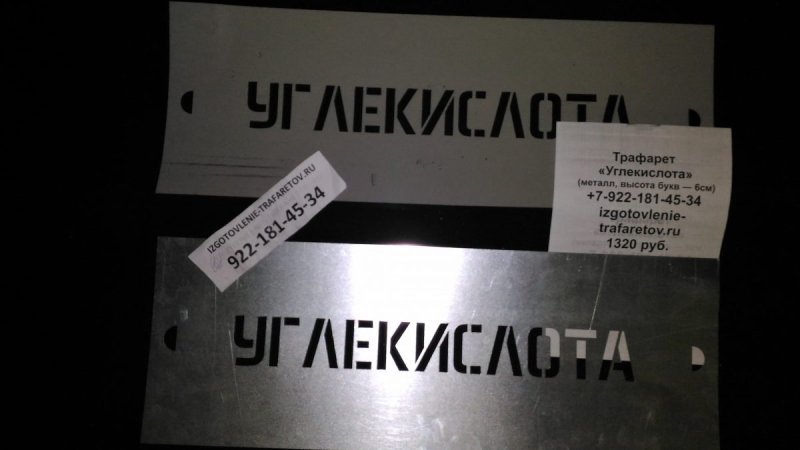 УГЛЕКИСЛОТА
Трафарет
«Углекислота»
(металл, высота букв — 6см)
+7-922-181-45-34
izgotovlenie-
trafaretov.ru
1320 руб.
IZGOTOVLENIE-TRAFARETOV.RU
922-181-45-34
УГЛЕКИСЛОТА